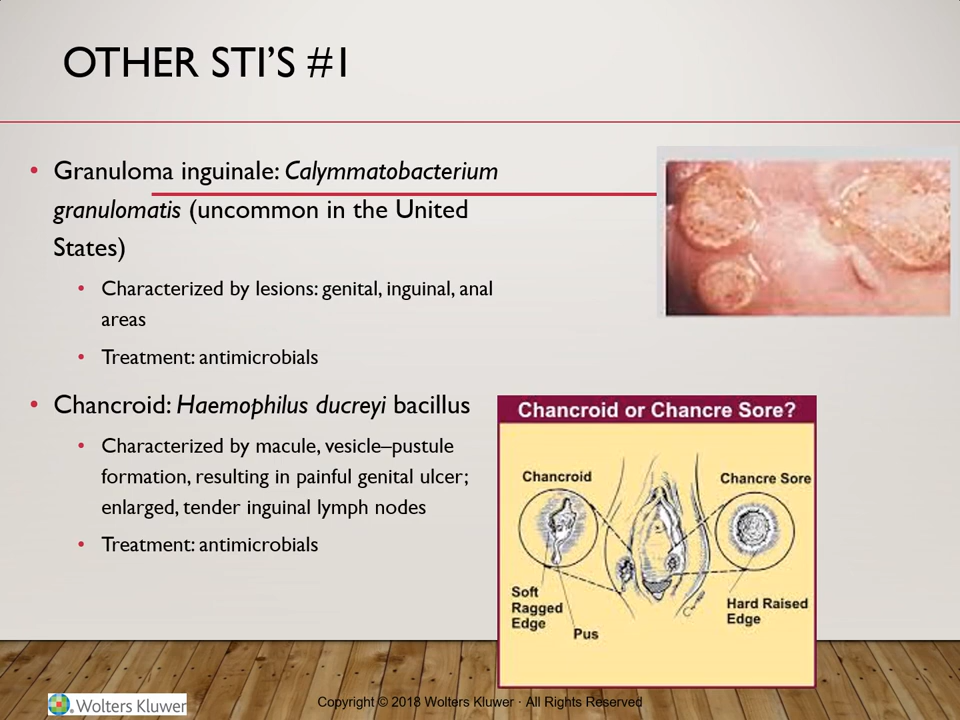 OTHER STI'S #1
• Granuloma inguinale: Calymmatobacterium
granulomatis (uncommon in the United
States)
• Characterized by lesions: genital, inguinal, anal
areas
• Treatment: antimicrobials
• Chancroid: Haemophilus ducreyi bacillus
• Characterized by macule, vesicle–pustule
formation, resulting in painful genital ulcer;
enlarged, tender inguinal lymph nodes
• Treatment: antimicrobials
Chancroid or Chancre Sore?
Chancroid
Chancre Sore
Soft
Ragged
Edge
Pus
Hard Raised
Edge
Wolters Kluwer
Copyright © 2018 Wolters Kluwer · All Rights Reserved